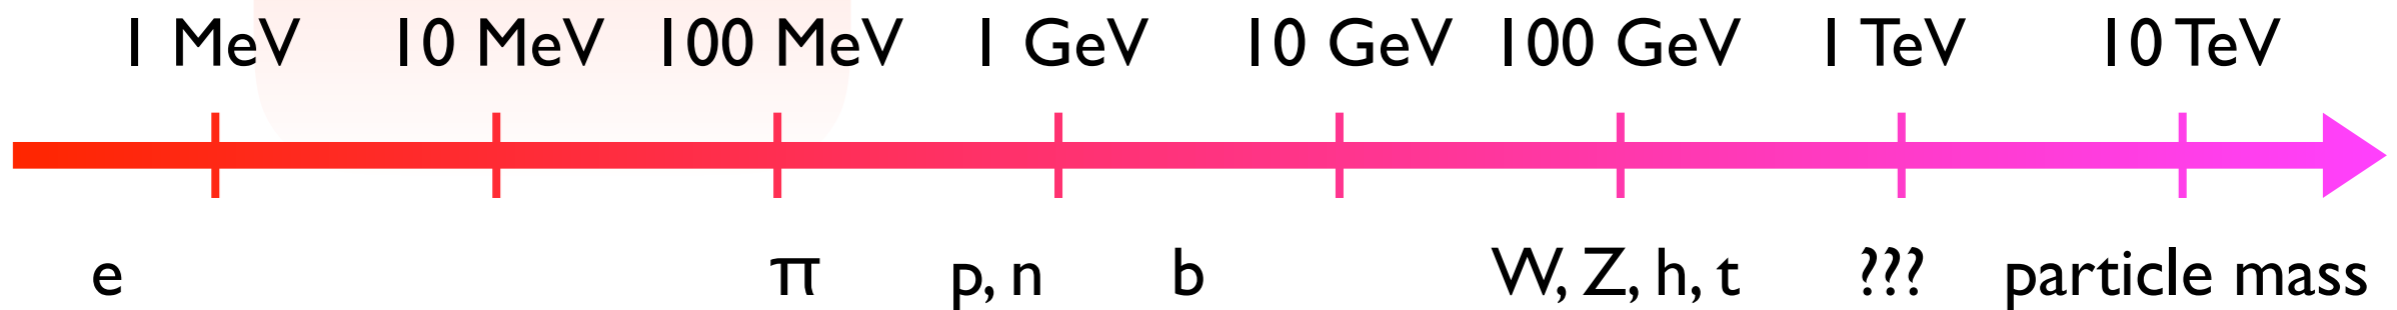 1 MeV 10 MeV 100 MeV 1 GeV 10 GeV 100 GeV 1 TeV 10 TeV
e π p, n b W, Z, h, t ??? particle mass